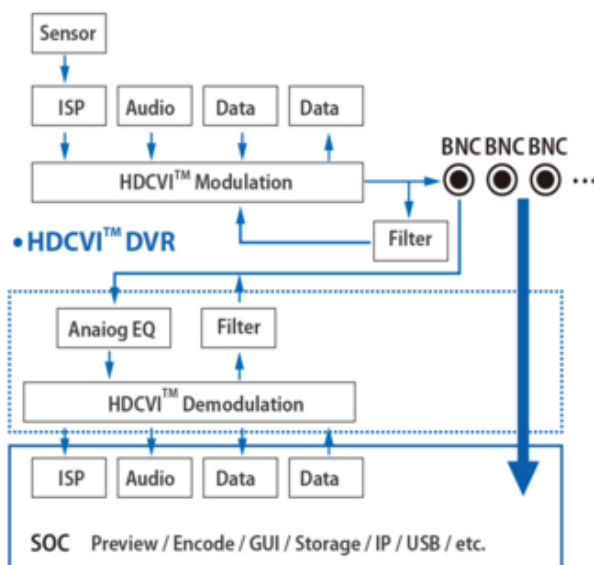 Sensor
ISP Audio Data Data
BNC BNC BNC
HDCVI™ Modulation
...
• HDCVI™ DVR
Filter
Anaiog EQ Filter
HDCVI™ Demodulation
ISP Audio Data Data
SOC Preview / Encode / GUI / Storage / IP / USB / etc.